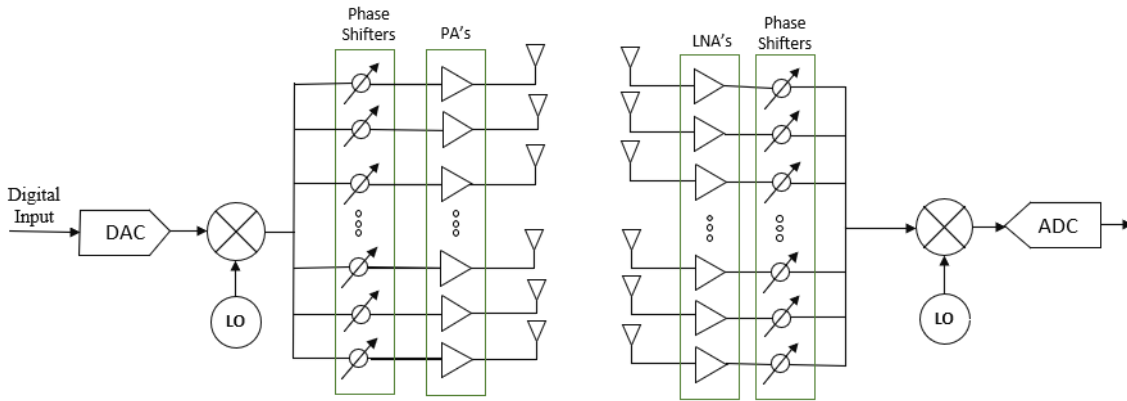 Phase
Shifters
PA's
LNA's
Phase
Shifters
Digital
Input
DAC
LO
ADC
LO